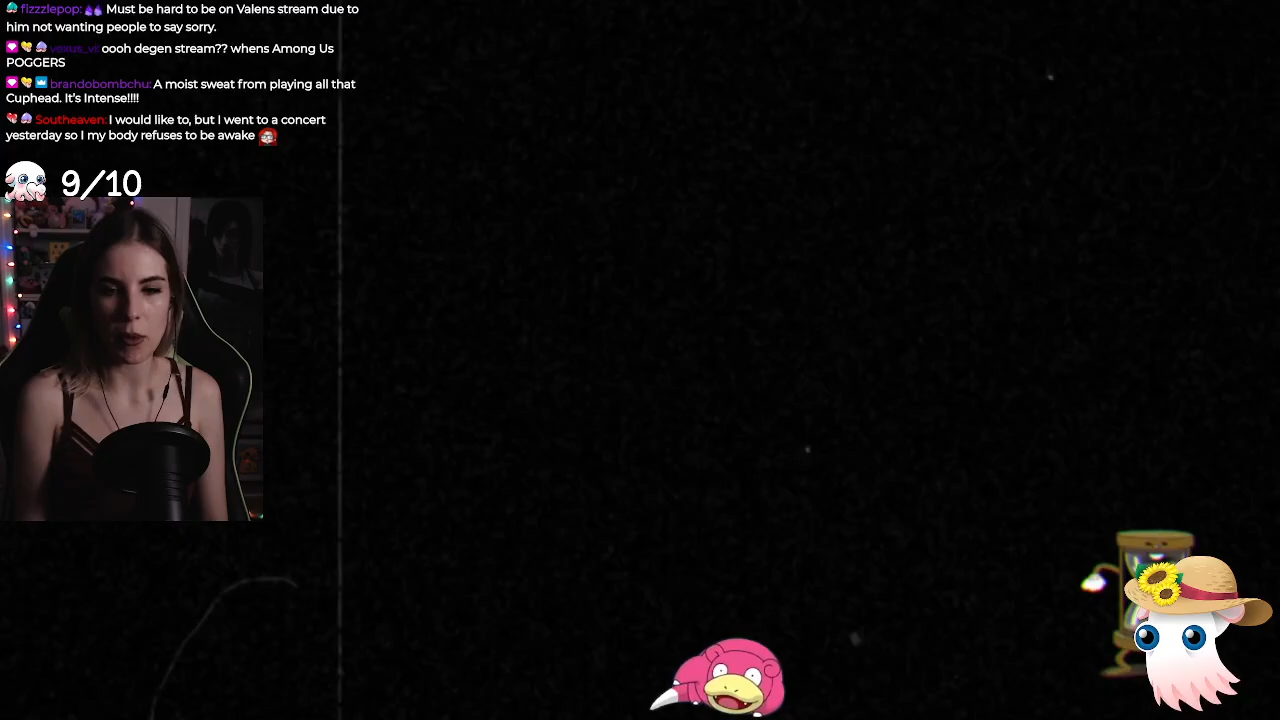 fizzzlepop: Must be hard to be on Valens stream due to
him not wanting people to say sorry.
vexus_vi: oooh degen stream?? whens Among Us
POGGERS
brandobombchu: A moist sweat from playing all that
Cuphead. It's Intense!!!!
Southeaven: I would like to, but I went to a concert
yesterday so I my body refuses to be awake
9/10